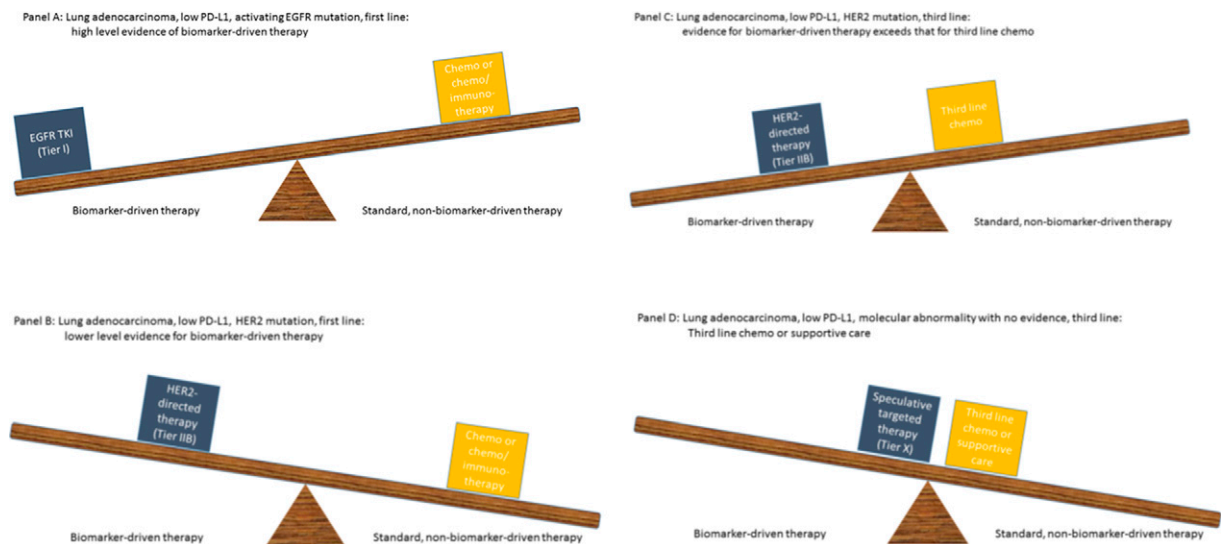 Panel A: Lung adenocarcinoma, low PD-L1, activating EGFR mutation, first line:
high level evidence of biomarker-driven therapy
EGFR TKI
(Tier I)
Chemo or
chemo/
immuno-
therapy
Biomarker-driven therapy
Standard, non-biomarker-driven therapy
Panel C: Lung adenocarcinoma, low PD-L1, HER2 mutation, third line:
evidence for biomarker-driven therapy exceeds that for third line chemo
HER2-
directed
therapy
(Tier IIB)
Third line
chemo
Biomarker-driven therapy
Standard, non-biomarker-driven therapy
Panel B: Lung adenocarcinoma, low PD-L1, HER2 mutation, first line:
lower level evidence for biomarker-driven therapy
HER2-
directed
therapy
(Tier IIB)
Chemo or
chemo/
immuno-
therapy
Biomarker-driven therapy
Standard, non-biomarker-driven therapy
Panel D: Lung adenocarcinoma, low PD-L1, molecular abnormality with no evidence, third line:
Third line chemo or supportive care
Speculative
targeted
therapy
(Tier X)
Third line
chemo or
supportive
care
Biomarker-driven therapy
Standard, non-biomarker-driven therapy